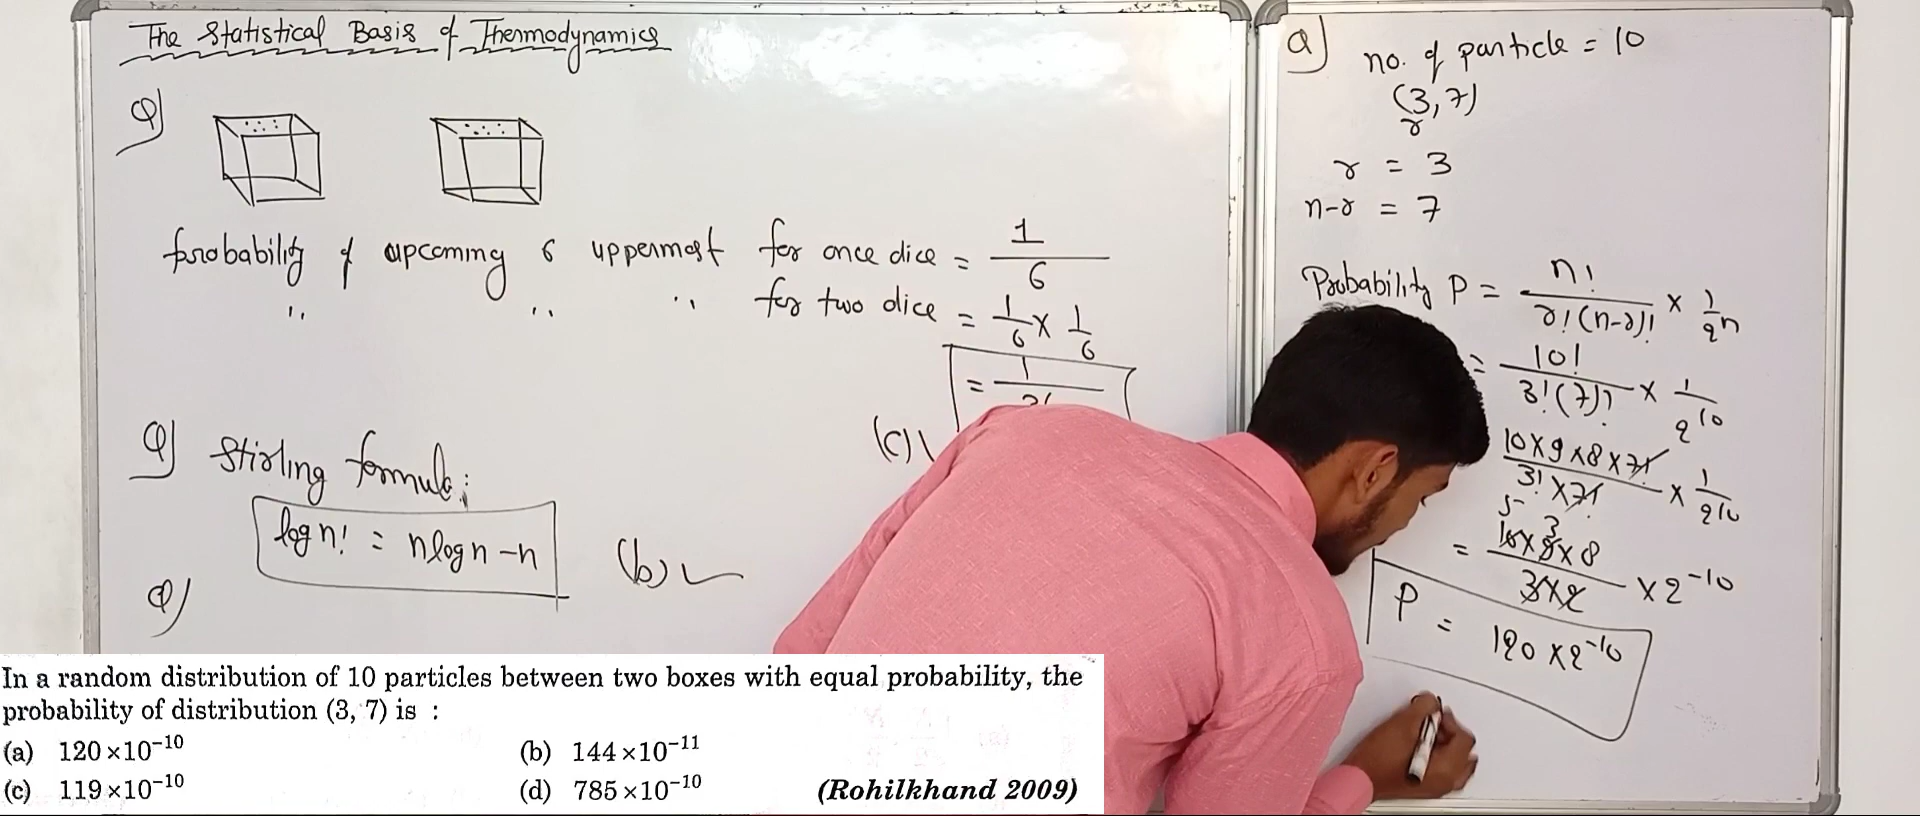 The Statistical Basis of Thermodynamics
Q)
probability of upcoming 6 uppermost for once dice = 1/6
" " " for two dice = 1/6 × 1/6
= 1/
(c)
Q) Stirling formula:
log n! = n log n - n
(b)
Q)
a) no. of particle = 10
(3, 7)
r
r = 3
n-r = 7
Probability P = n!/r!(n-r)! × 1/2n
= 10!/3!(7)! × 1/2^10
10×9×8×7!/3!×7! × 1/2^10
5 3
= 10×9×8/3×2 × 2^-10
P = 120 × 2^-10
In a random distribution of 10 particles between two boxes with equal probability, the
probability of distribution (3, 7) is :
(a) 120×10^-10 (b) 144×10^-11
(c) 119×10^-10 (d) 785×10^-10 (Rohilkhand 2009)